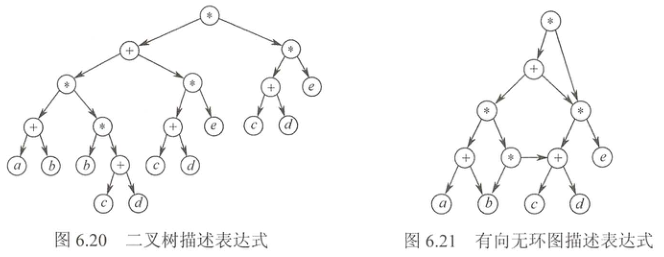 *
+ *
* * + e
+ * + e c d
a b b + c d
c d
*
+
* *
+ * + e
a b c d
图 6.20 二叉树描述表达式
图 6.21 有向无环图描述表达式